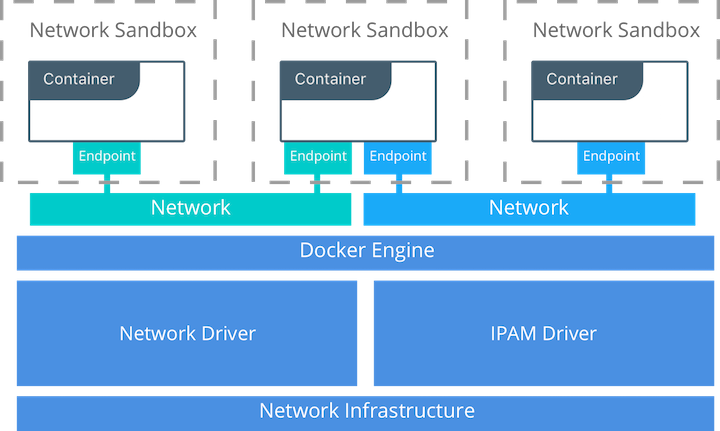 Network Sandbox
Network Sandbox
Network Sandbox
Container
Container
Container
Endpoint
Endpoint
Endpoint
Endpoint
Network
Network
Docker Engine
Network Driver
IPAM Driver
Network Infrastructure